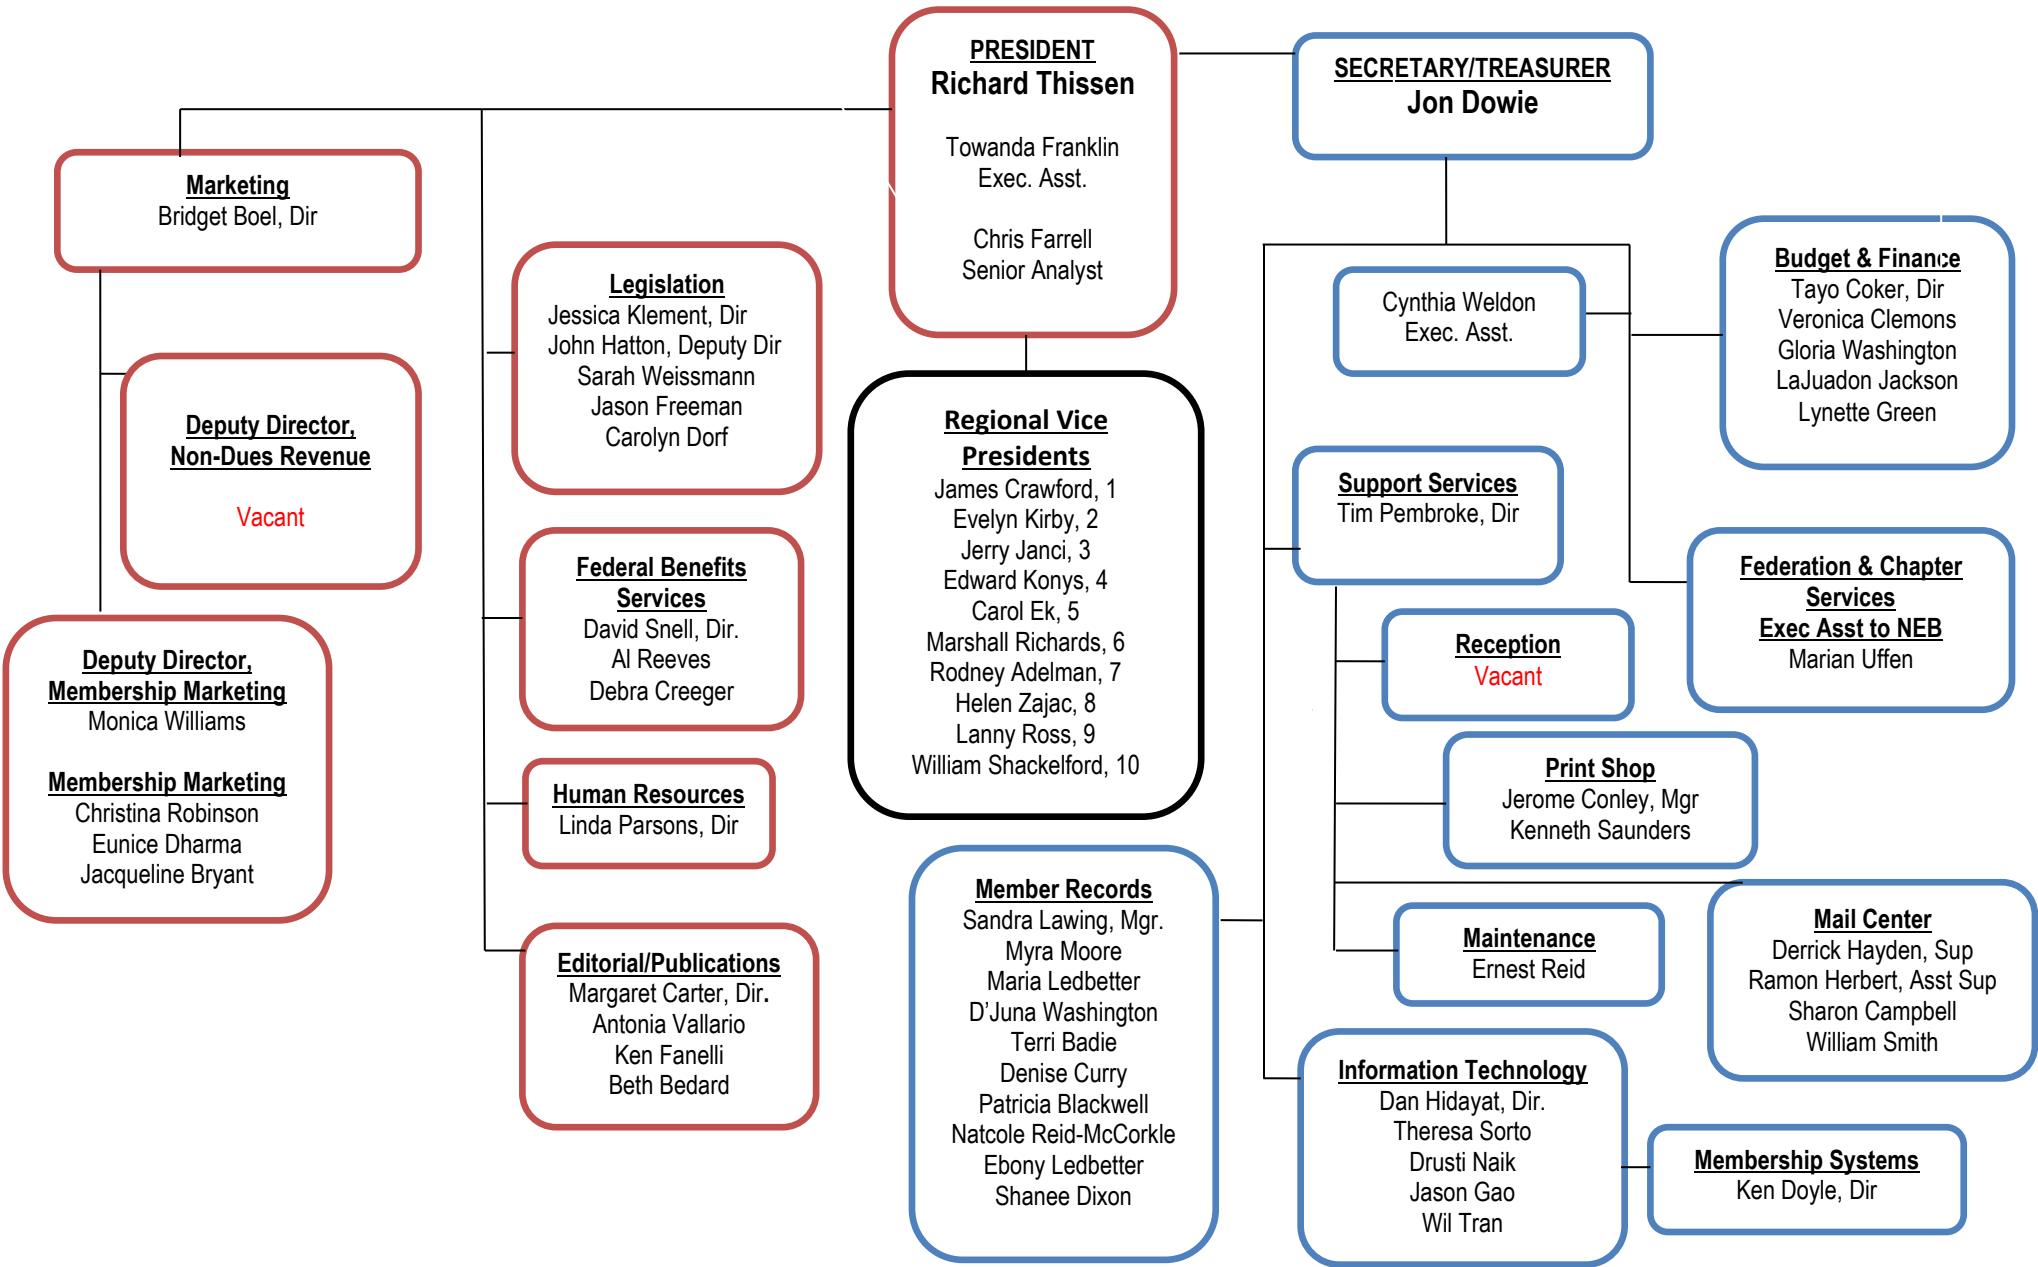 PRESIDENT
Richard Thissen
Towanda Franklin
Exec. Asst.
Chris Farrell
Senior Analyst
SECRETARY/TREASURER
Jon Dowie
Marketing
Bridget Boel, Dir
Deputy Director,
Non-Dues Revenue
Vacant
Deputy Director,
Membership Marketing
Monica Williams
Membership Marketing
Christina Robinson
Eunice Dharma
Jacqueline Bryant
Legislation
Jessica Klement, Dir
John Hatton, Deputy Dir
Sarah Weissmann
Jason Freeman
Carolyn Dorf
Federal Benefits
Services
David Snell, Dir.
Al Reeves
Debra Creeger
Human Resources
Linda Parsons, Dir
Editorial/Publications
Margaret Carter, Dir.
Antonia Vallario
Ken Fanelli
Beth Bedard
Regional Vice
Presidents
James Crawford, 1
Evelyn Kirby, 2
Jerry Janci, 3
Edward Konys, 4
Carol Ek, 5
Marshall Richards, 6
Rodney Adelman, 7
Helen Zajac, 8
Lanny Ross, 9
William Shackelford, 10
Member Records
Sandra Lawing, Mgr.
Myra Moore
Maria Ledbetter
D’Juna Washington
Terri Badie
Denise Curry
Patricia Blackwell
Natcole Reid-McCorkle
Ebony Ledbetter
Shanee Dixon
Cynthia Weldon
Exec. Asst.
Budget & Finance
Tayo Coker, Dir
Veronica Clemons
Gloria Washington
LaJuadon Jackson
Lynette Green
Support Services
Tim Pembroke, Dir
Federation & Chapter
Services
Exec Asst to NEB
Marian Uffen
Reception
Vacant
Print Shop
Jerome Conley, Mgr
Kenneth Saunders
Maintenance
Ernest Reid
Mail Center
Derrick Hayden, Sup
Ramon Herbert, Asst Sup
Sharon Campbell
William Smith
Information Technology
Dan Hidayat, Dir.
Theresa Sorto
Drusti Naik
Jason Gao
Wil Tran
Membership Systems
Ken Doyle, Dir